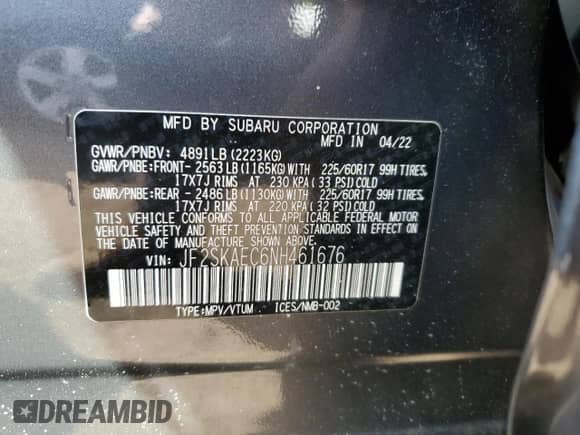 MFD BY SUBARU CORPORATION
MFD IN 04/22
GVWR/PNBV: 4891LB(2223KG)
GAWR/PNBE:FRONT-2563LB(1165KG)WITH 225/60R17 99H TIRES,
17X7J RIMS AT 230 KPA(33 PSI)COLD
GAWR/PNBE:REAR -2486LB(1130KG)WITH 225/60R17 99H TIRES,
17X7J RIMS AT 220 KPA(32 PSI)COLD
THIS VEHICLE CONFORMS TO ALL APPLICABLE FEDERAL MOTOR
VEHICLE SAFETY AND THEFT PREVENTION STANDARDS IN EFFECT ON
THE DATE OF MANUFACTURE SHOWN ABOVE.
VIN: JF2SKAEC6NH461676
TYPE:MPV/VTUM ICES/NMB-002
DREAMBID